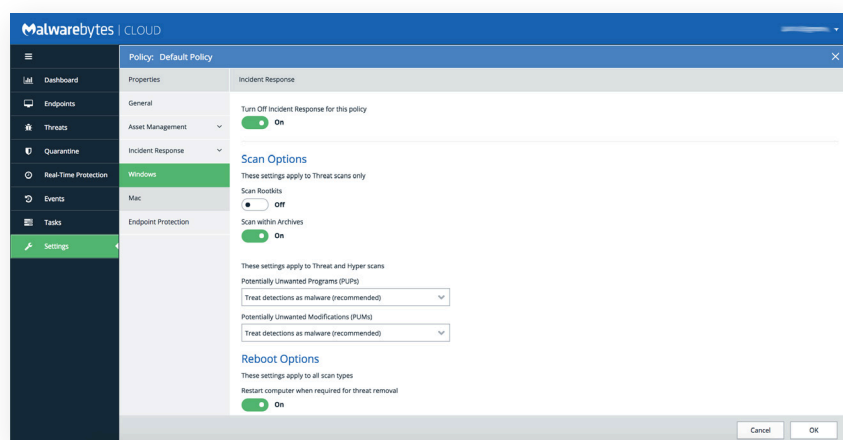 Malwarebytes | CLOUD
Policy: Default Policy
Dashboard
Endpoints
Threats
Quarantine
Real-Time Protection
Events
Tasks
Settings
Properties
General
Asset Management
Incident Response
Windows
Mac
Endpoint Protection
Incident Response
Turn Off Incident Response for this policy
On
Scan Options
These settings apply to Threat scans only
Scan Rootkits
Off
Scan within Archives
On
These settings apply to Threat and Hyper scans
Potentially Unwanted Programs (PUPs)
Treat detections as malware (recommended)
Potentially Unwanted Modifications (PUMs)
Treat detections as malware (recommended)
Reboot Options
These settings apply to all scan types
Restart computer when required for threat removal
On
Cancel
OK